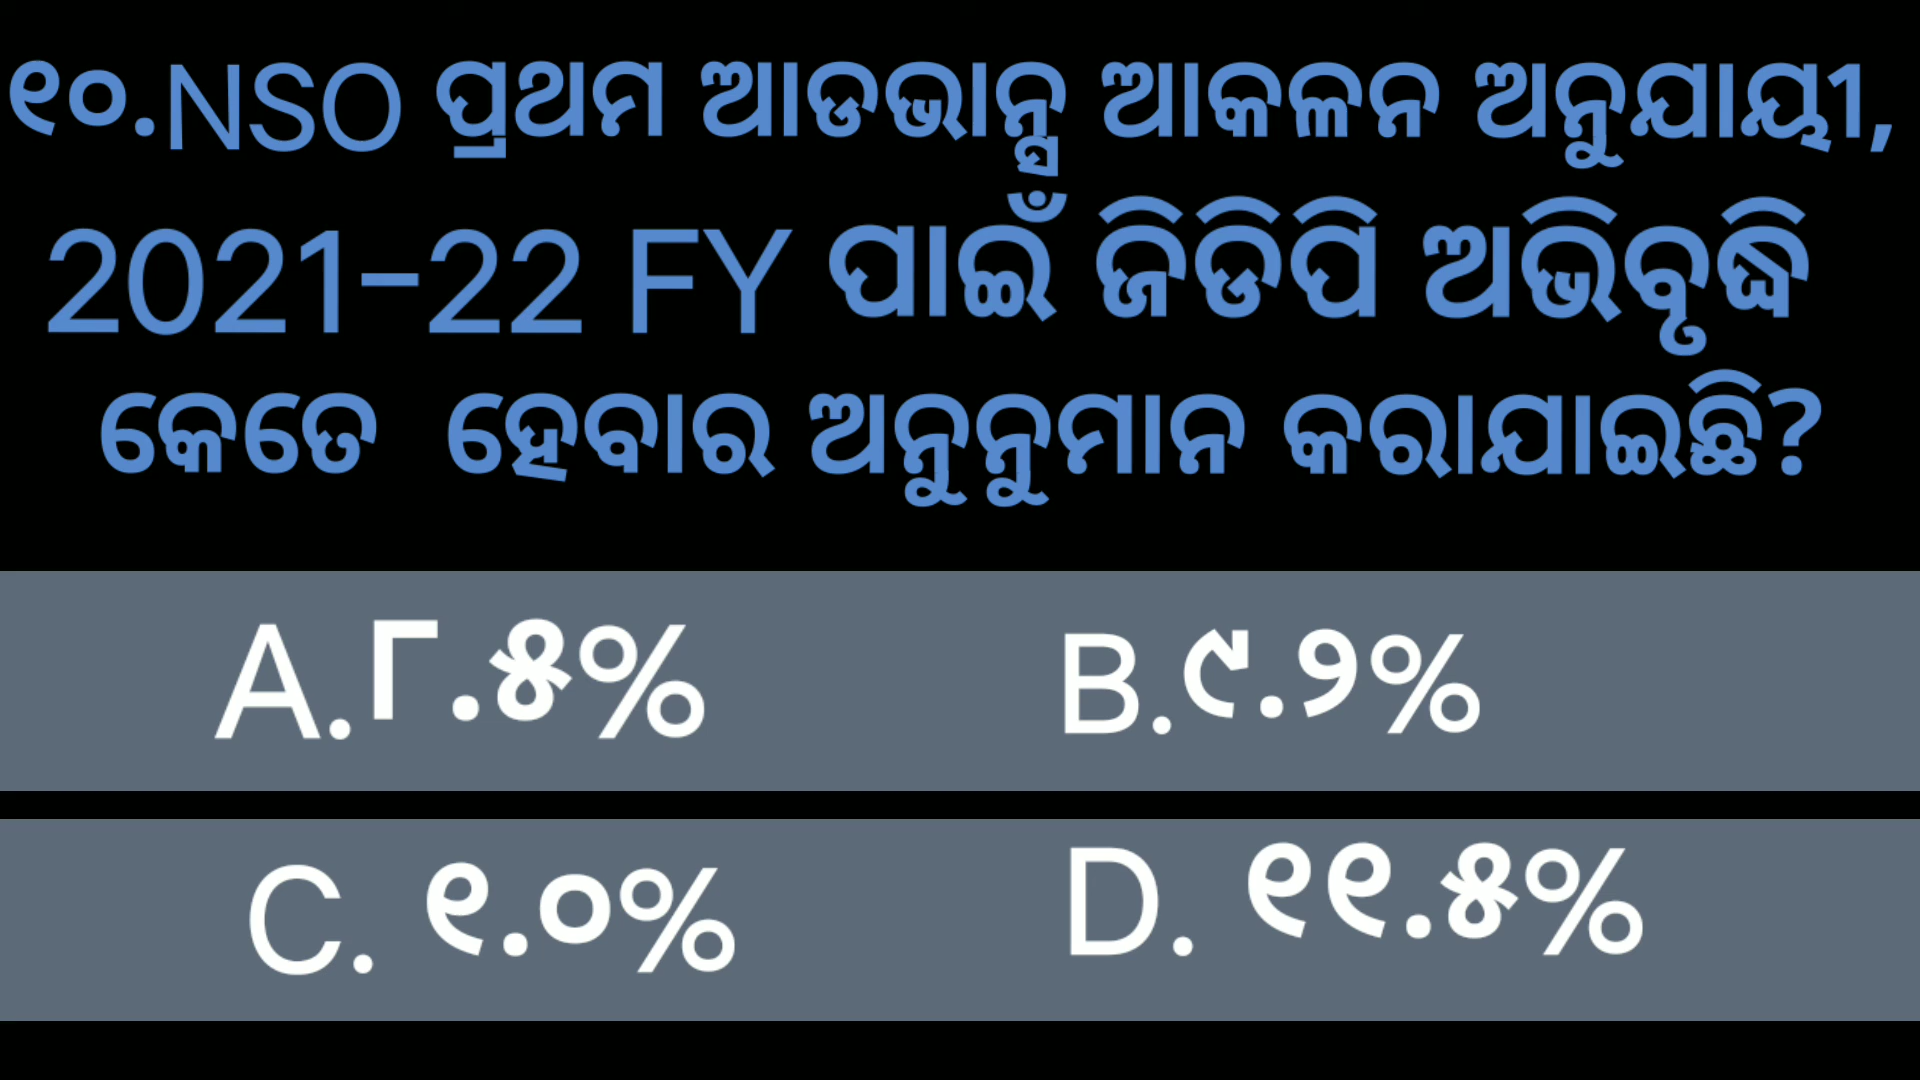 ୧୦.NSO ପ୍ରଥମ ଆଡଭାନ୍ସ ଆକଳନ ଅନୁଯାୟୀ,
2021-22 FY ପାଇଁ ଜିଡିପି ଅଭିବୃଦ୍ଧି
କେତେ ହେବାର ଅନୁନୁମାନ କରାଯାଇଛି?
A.୮.୫%
B.୯.୨%
C. ୧.୦%
D. ୧୧.୫%